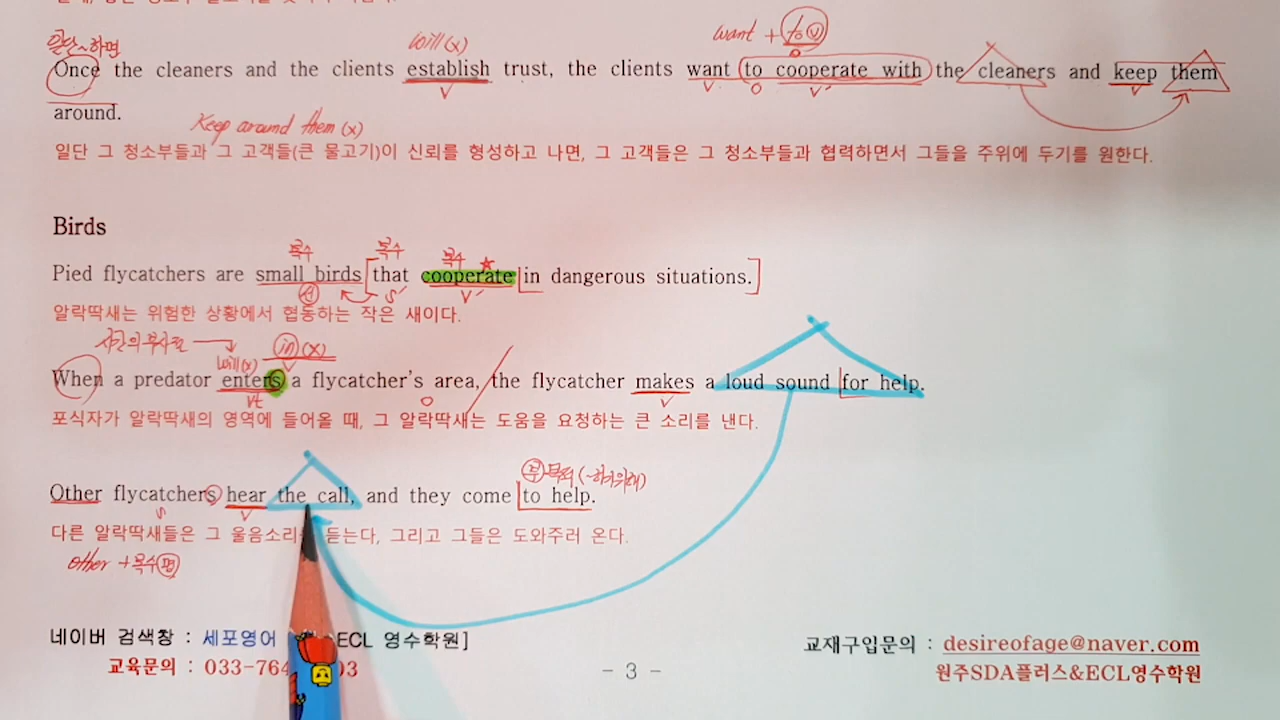 일단~하면 will(x) want + to ⓥ
Once the cleaners and the clients establish trust, the clients want to cooperate with the cleaners and keep them
v v o v' v
around.
Keep around them (x)
일단 그 청소부들과 그 고객들(큰 물고기)이 신뢰를 형성하고 나면, 그 고객들은 그 청소부들과 협력하면서 그들을 주위에 두기를 원한다.
Birds
복수 복수 복수 ★
Pied flycatchers are small birds [that cooperate [in dangerous situations.]
선 s' v'
알락딱새는 위험한 상황에서 협동하는 작은 새이다.
시간의 부사절 → will(x) in (x)
When a predator enters a flycatcher's area, / the flycatcher makes a loud sound [for help.
vt o v
포식자가 알락딱새의 영역에 들어올 때, 그 알락딱새는 도움을 요청하는 큰 소리를 낸다.
부 목적 (~하기위해)
Other flycatchers hear the call, and they come [to help.
s v
다른 알락딱새들은 그 울음소리 듣는다, 그리고 그들은 도와주러 온다.
other + 복수 명
네이버 검색창 : 세포영어 ECL 영수학원] 교재구입문의 : desireofage@naver.com
교육문의 : 033-764 03 - 3 - 원주SDA플러스&ECL영수학원